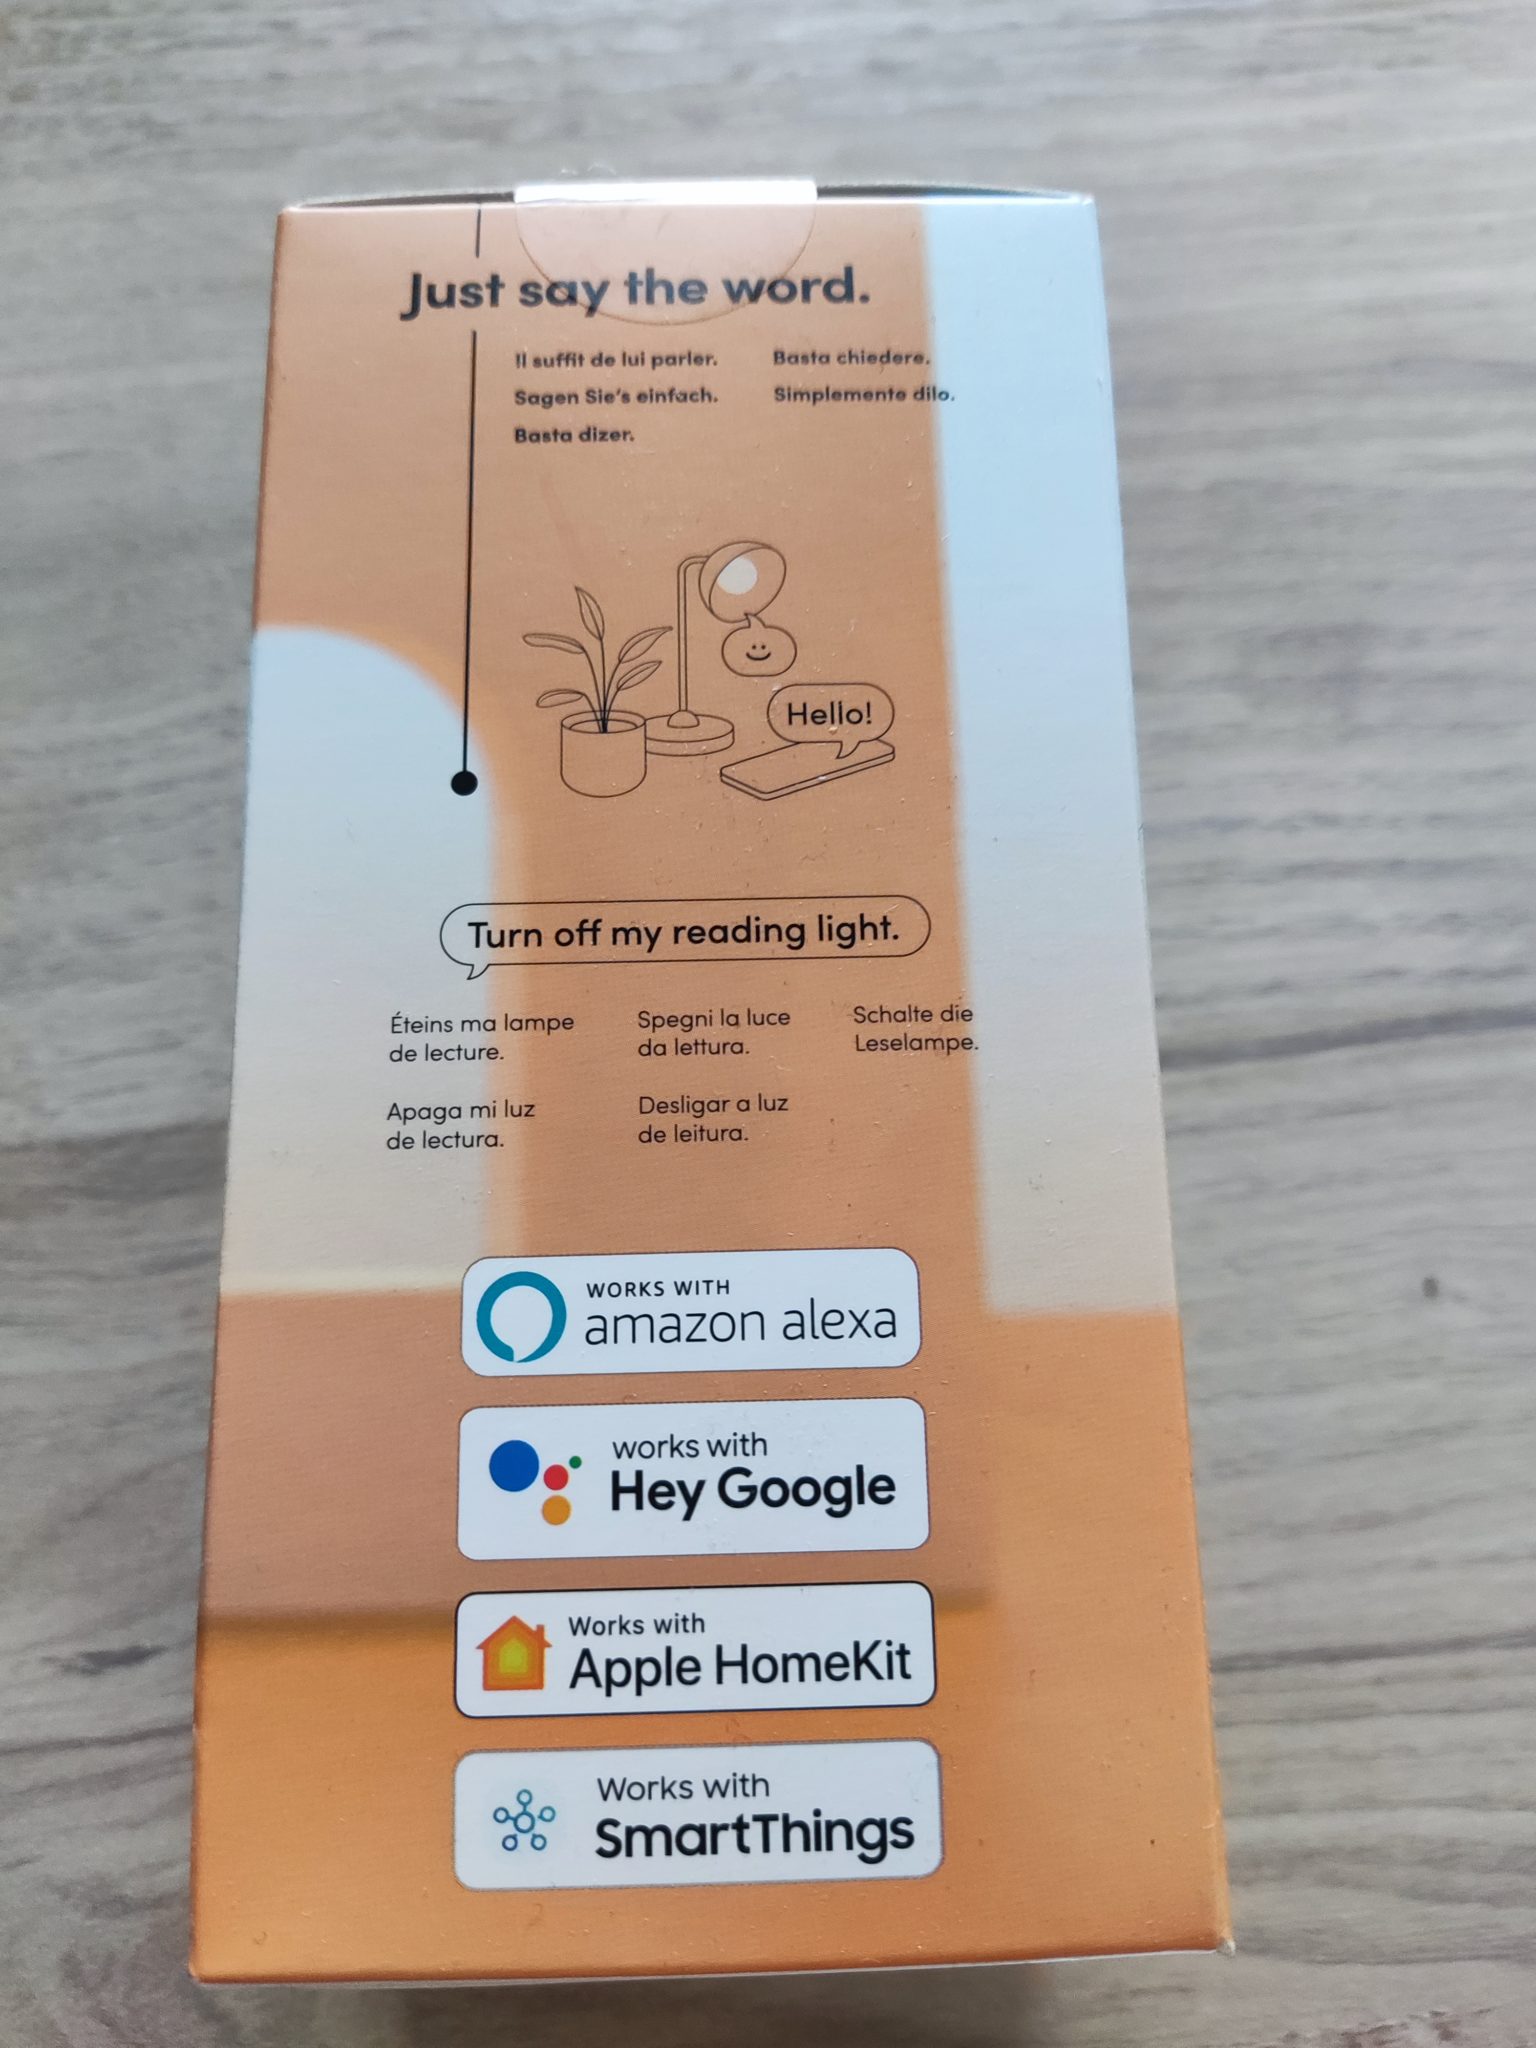 Just say the word.
Il suffit de lui parler.
Basta chiedere.
Sagen Sie's einfach.
Simplemente dilo.
Basta dizer.
Hello!
Turn off my reading light.
Éteins ma lampe
de lecture.
Spegni la luce
da lettura.
Schalte die
Leselampe.
Apaga mi luz
de lectura.
Desligar a luz
de leitura.
WORKS WITH
amazon alexa
works with
Hey Google
Works with
Apple HomeKit
Works with
SmartThings